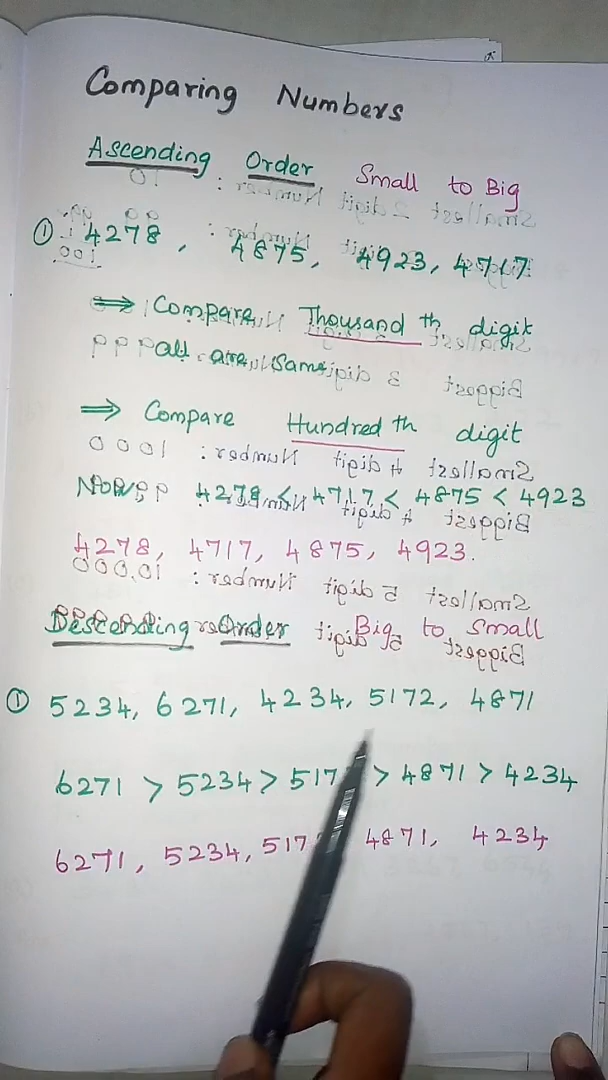 Comparing Numbers
Ascending Order Small to Big
① 4278, 4875, 4923, 4717
⇒ Compare Thousand th digit
all are same
⇒ Compare Hundred th digit
Now, 4278 < 4717 < 4875 < 4923
4278, 4717, 4875, 4923.
Descending Order Big to Small
① 5234, 6271, 4234, 5172, 4871
6271 > 5234 > 517 > 4871 > 4234
6271, 5234, 517 4871, 4234